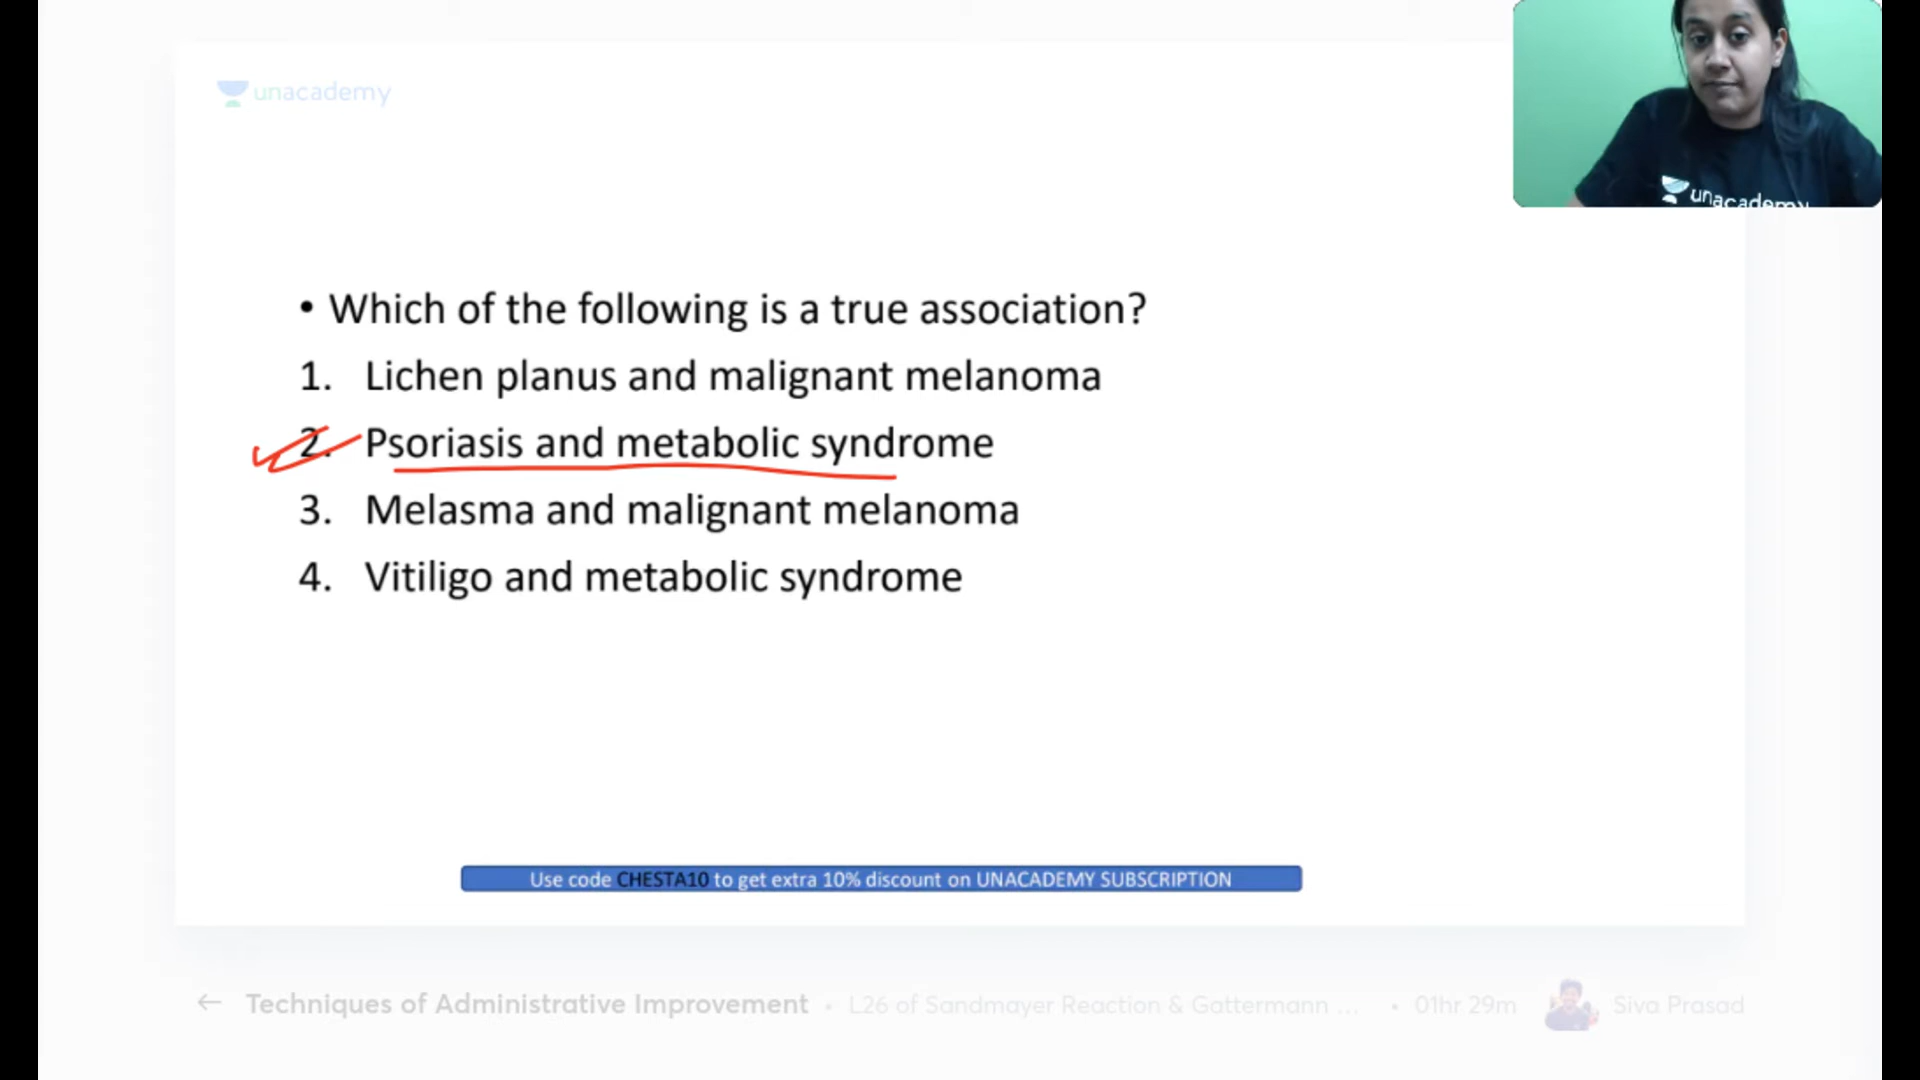 unacademy
unacademy
• Which of the following is a true association?
1. Lichen planus and malignant melanoma
2. Psoriasis and metabolic syndrome
3. Melasma and malignant melanoma
4. Vitiligo and metabolic syndrome
Use code CHESTA10 to get extra 10% discount on UNACADEMY SUBSCRIPTION
← Techniques of Administrative Improvement • L26 of Sandmayer Reaction & Gattermann ... • 01hr 29m Siva Prasad